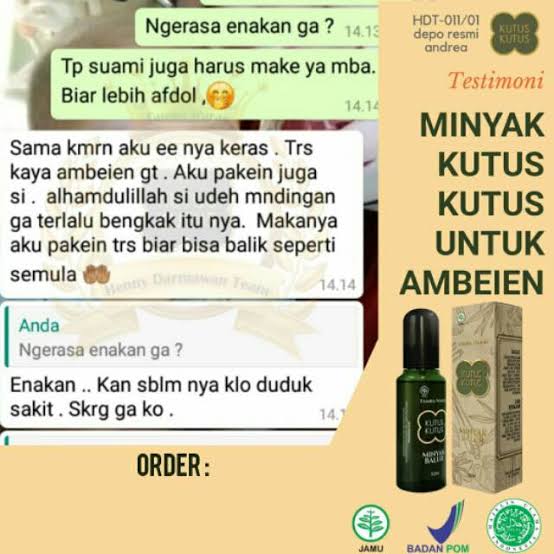 Ngerasa enakan ga ? 14.13
Tp suami juga harus make ya mba.
Biar lebih afdol ,🤭
14.14
Sama kmrn aku ee nya keras . Trs
kaya ambeien gt . Aku pakein juga
si . alhamdulillah si udeh mndingan
ga terlalu bengkak itu nya. Makanya
aku pakein trs biar bisa balik seperti
semula 🤲🏾
14.14
Henny Darmawan Team
Anda
Ngerasa enakan ga ?
Enakan .. Kan sblm nya klo duduk
sakit . Skrg ga ko .
ORDER :
HDT-011/01
depo resmi
andrea
KUTUS
KUTUS
Testimoni
MINYAK
KUTUS
KUTUS
UNTUK
AMBEIEN
KUTUS
KUTUS
MINYAK
BALUR
KUTUS
KUTUS
JAMU
BADAN POM